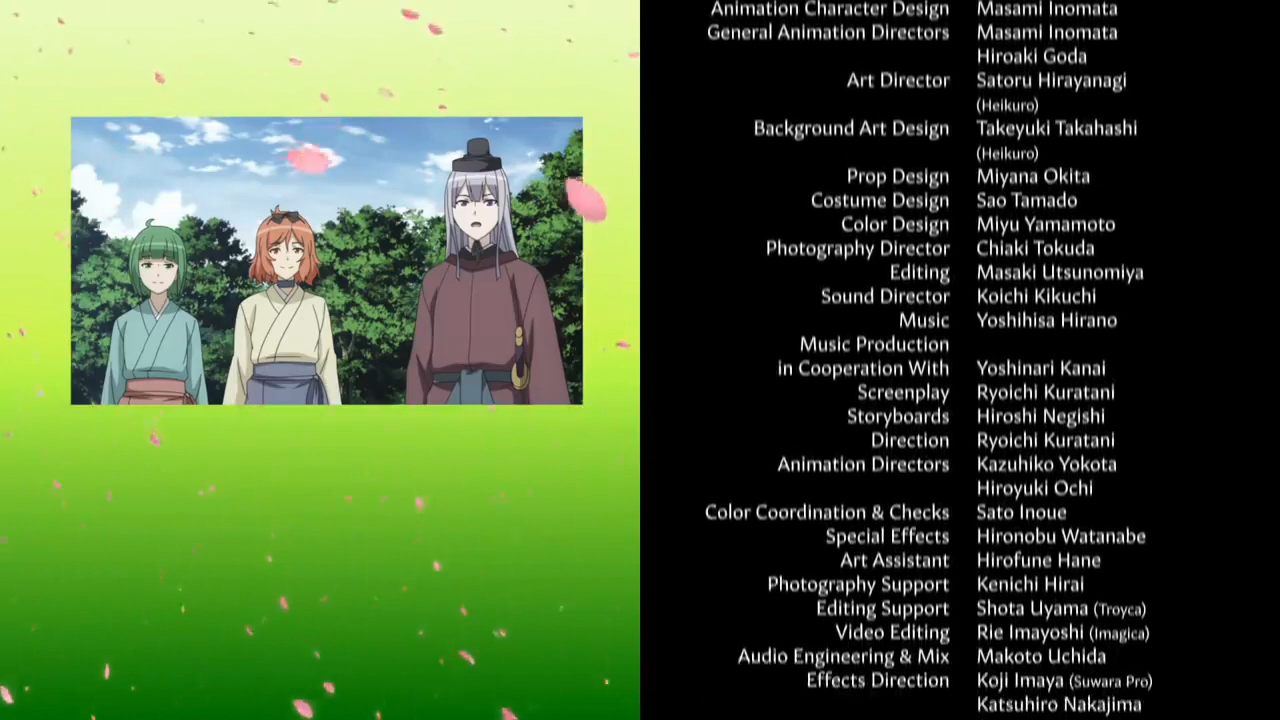 Animation Character Design Masami Inomata
General Animation Directors Masami Inomata
Hiroaki Goda
Art Director Satoru Hirayanagi
(Heikuro)
Background Art Design Takeyuki Takahashi
(Heikuro)
Prop Design Miyana Okita
Costume Design Sao Tamado
Color Design Miyu Yamamoto
Photography Director Chiaki Tokuda
Editing Masaki Utsunomiya
Sound Director Koichi Kikuchi
Music Yoshihisa Hirano
Music Production
in Cooperation With Yoshinari Kanai
Screenplay Ryoichi Kuratani
Storyboards Hiroshi Negishi
Direction Ryoichi Kuratani
Animation Directors Kazuhiko Yokota
Hiroyuki Ochi
Color Coordination & Checks Sato Inoue
Special Effects Hironobu Watanabe
Art Assistant Hirofune Hane
Photography Support Kenichi Hirai
Editing Support Shota Uyama (Troyca)
Video Editing Rie Imayoshi (Imagica)
Audio Engineering & Mix Makoto Uchida
Effects Direction Koji Imaya (Suwara Pro)
Katsuhiro Nakajima